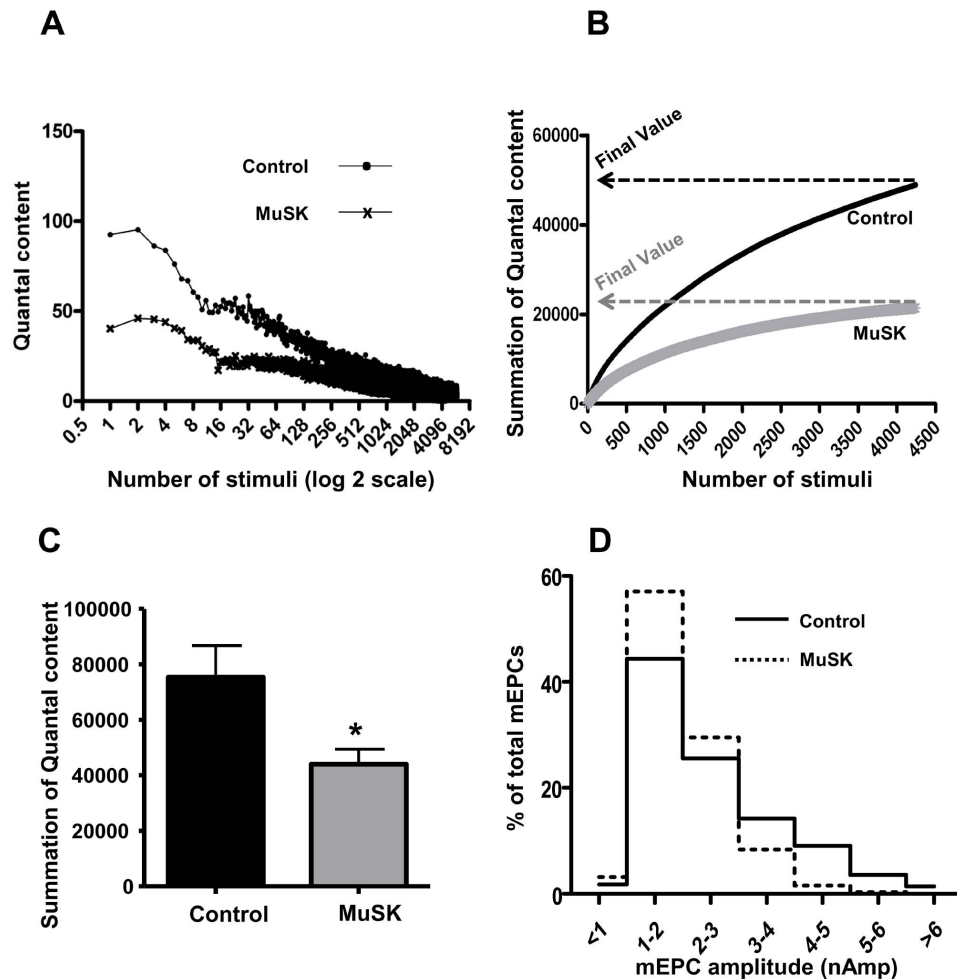 A
Quantal content
150
100
50
0
Control
MuSK
0.5 1 2 4 8 16 32 64 128 256 512 1024 2048 4096 8192
Number of stimuli (log 2 scale)
B
Summation of Quantal content
60000
40000
20000
0
Final Value
Control
Final Value
MuSK
0 500 1000 1500 2000 2500 3000 3500 4000 4500
Number of stimuli
C
Summation of Quantal content
100000
80000
60000
40000
20000
0
*
Control MuSK
D
% of total mEPCs
60
40
20
0
Control
MuSK
<1 1-2 2-3 3-4 4-5 5-6 >6
mEPC amplitude (nAmp)